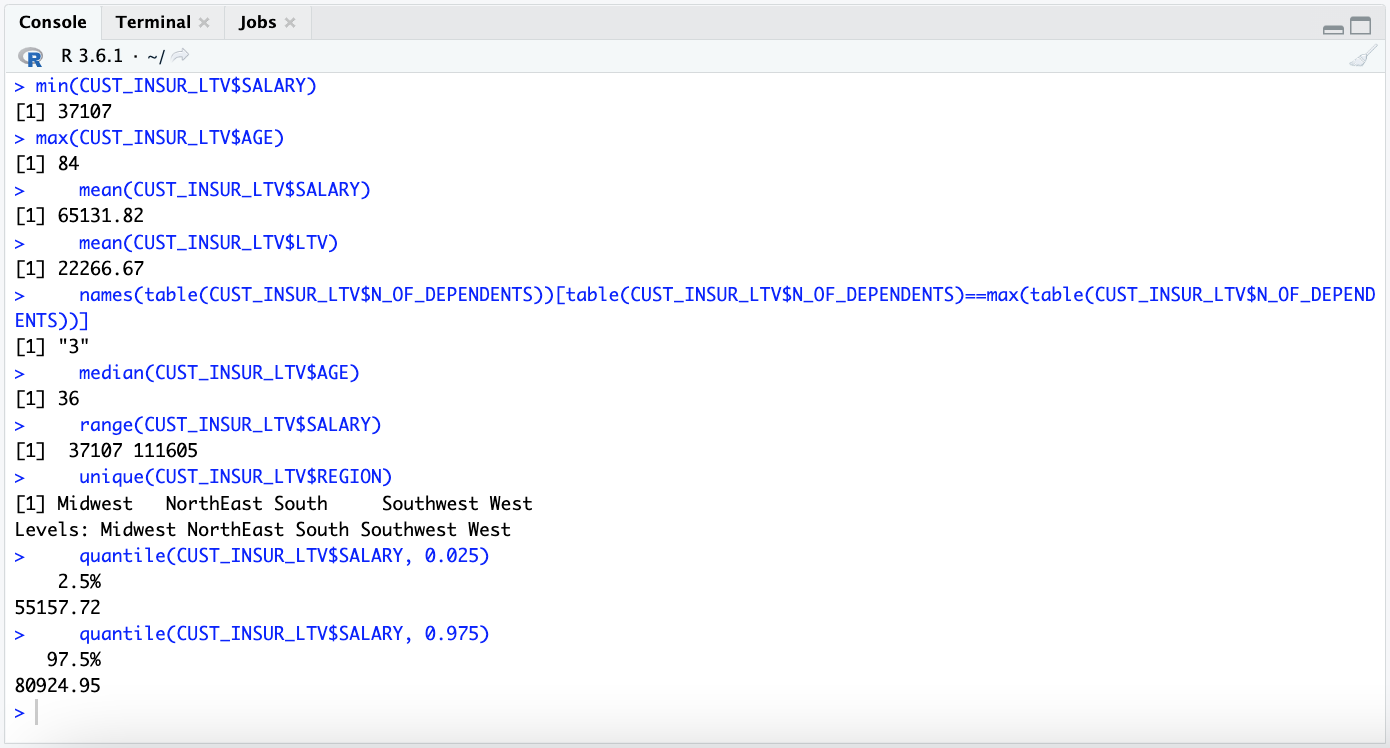 Console Terminal × Jobs ×
R R 3.6.1 · ~/
> min(CUST_INSUR_LTV$SALARY)
[1] 37107
> max(CUST_INSUR_LTV$AGE)
[1] 84
>     mean(CUST_INSUR_LTV$SALARY)
[1] 65131.82
>     mean(CUST_INSUR_LTV$LTV)
[1] 22266.67
>     names(table(CUST_INSUR_LTV$N_OF_DEPENDENTS))[table(CUST_INSUR_LTV$N_OF_DEPENDENTS)==max(table(CUST_INSUR_LTV$N_OF_DEPEND
ENTS))]
[1] "3"
>     median(CUST_INSUR_LTV$AGE)
[1] 36
>     range(CUST_INSUR_LTV$SALARY)
[1]  37107 111605
>     unique(CUST_INSUR_LTV$REGION)
[1] Midwest   NorthEast South     Southwest West
Levels: Midwest NorthEast South Southwest West
>     quantile(CUST_INSUR_LTV$SALARY, 0.025)
    2.5%
55157.72
>     quantile(CUST_INSUR_LTV$SALARY, 0.975)
   97.5%
80924.95
>